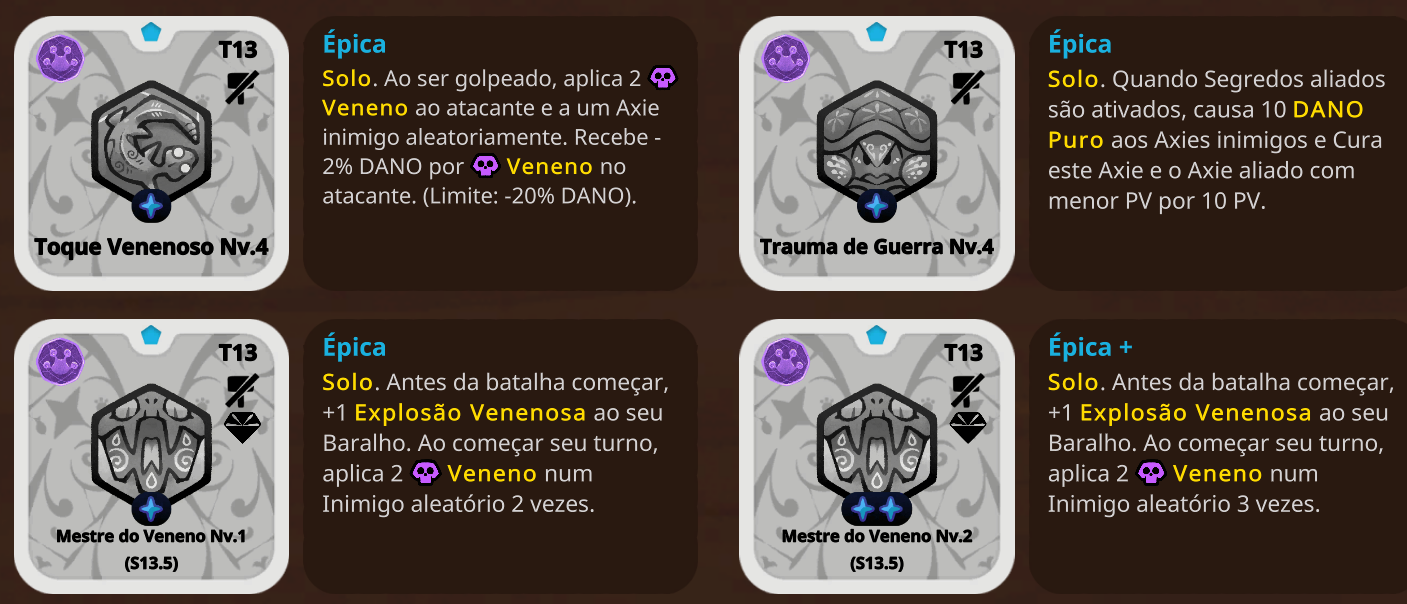 T13
Toque Venenoso Nv.4
Épica
Solo. Ao ser golpeado, aplica 2
Veneno ao atacante e a um Axie
inimigo aleatoriamente. Recebe -
2% DANO por Veneno no
atacante. (Limite: -20% DANO).
T13
Trauma de Guerra Nv.4
Épica
Solo. Quando Segredos aliados
são ativados, causa 10 DANO
Puro aos Axies inimigos e Cura
este Axie e o Axie aliado com
menor PV por 10 PV.
T13
Mestre do Veneno Nv.1
(S13.5)
Épica
Solo. Antes da batalha começar,
+1 Explosão Venenosa ao seu
Baralho. Ao começar seu turno,
aplica 2 Veneno num
Inimigo aleatório 2 vezes.
T13
Mestre do Veneno Nv.2
(S13.5)
Épica +
Solo. Antes da batalha começar,
+1 Explosão Venenosa ao seu
Baralho. Ao começar seu turno,
aplica 2 Veneno num
Inimigo aleatório 3 vezes.